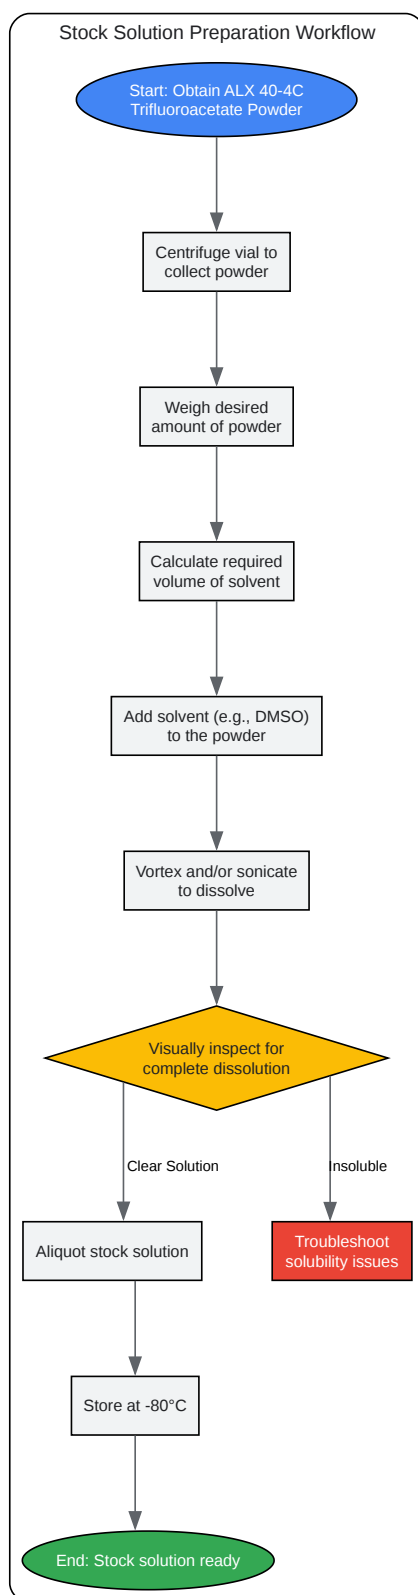 Stock Solution Preparation Workflow
Start: Obtain ALX 40-4C
Trifluoroacetate Powder
Centrifuge vial to
collect powder
Weigh desired
amount of powder
Calculate required
volume of solvent
Add solvent (e.g., DMSO)
to the powder
Vortex and/or sonicate
to dissolve
Visually inspect for
complete dissolution
Clear Solution
Insoluble
Aliquot stock solution
Troubleshoot
solubility issues
Store at -80°C
End: Stock solution ready